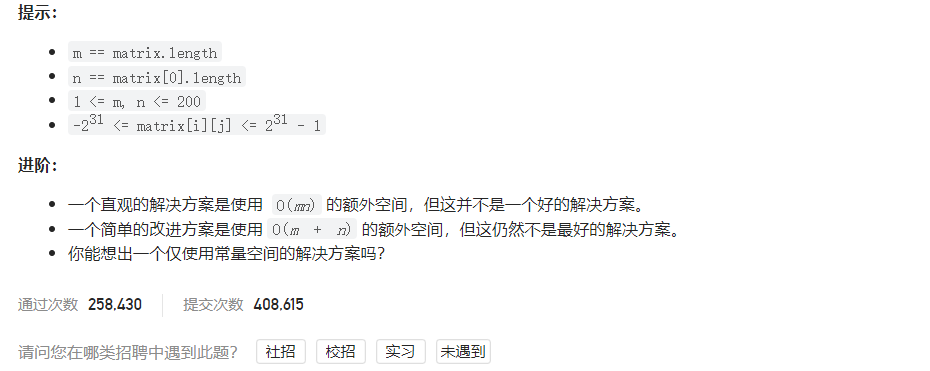 提示：
m == matrix.length
n == matrix[0].length
1 <= m, n <= 200
-2^31 <= matrix[i][j] <= 2^31 - 1
进阶：
一个直观的解决方案是使用 O(mn) 的额外空间，但这并不是一个好的解决方案。
一个简单的改进方案是使用 O(m + n) 的额外空间，但这仍然不是最好的解决方案。
你能想出一个仅使用常量空间的解决方案吗？
通过次数 258,430 提交次数 408,615
请问您在哪类招聘中遇到此题？ 社招 校招 实习 未遇到